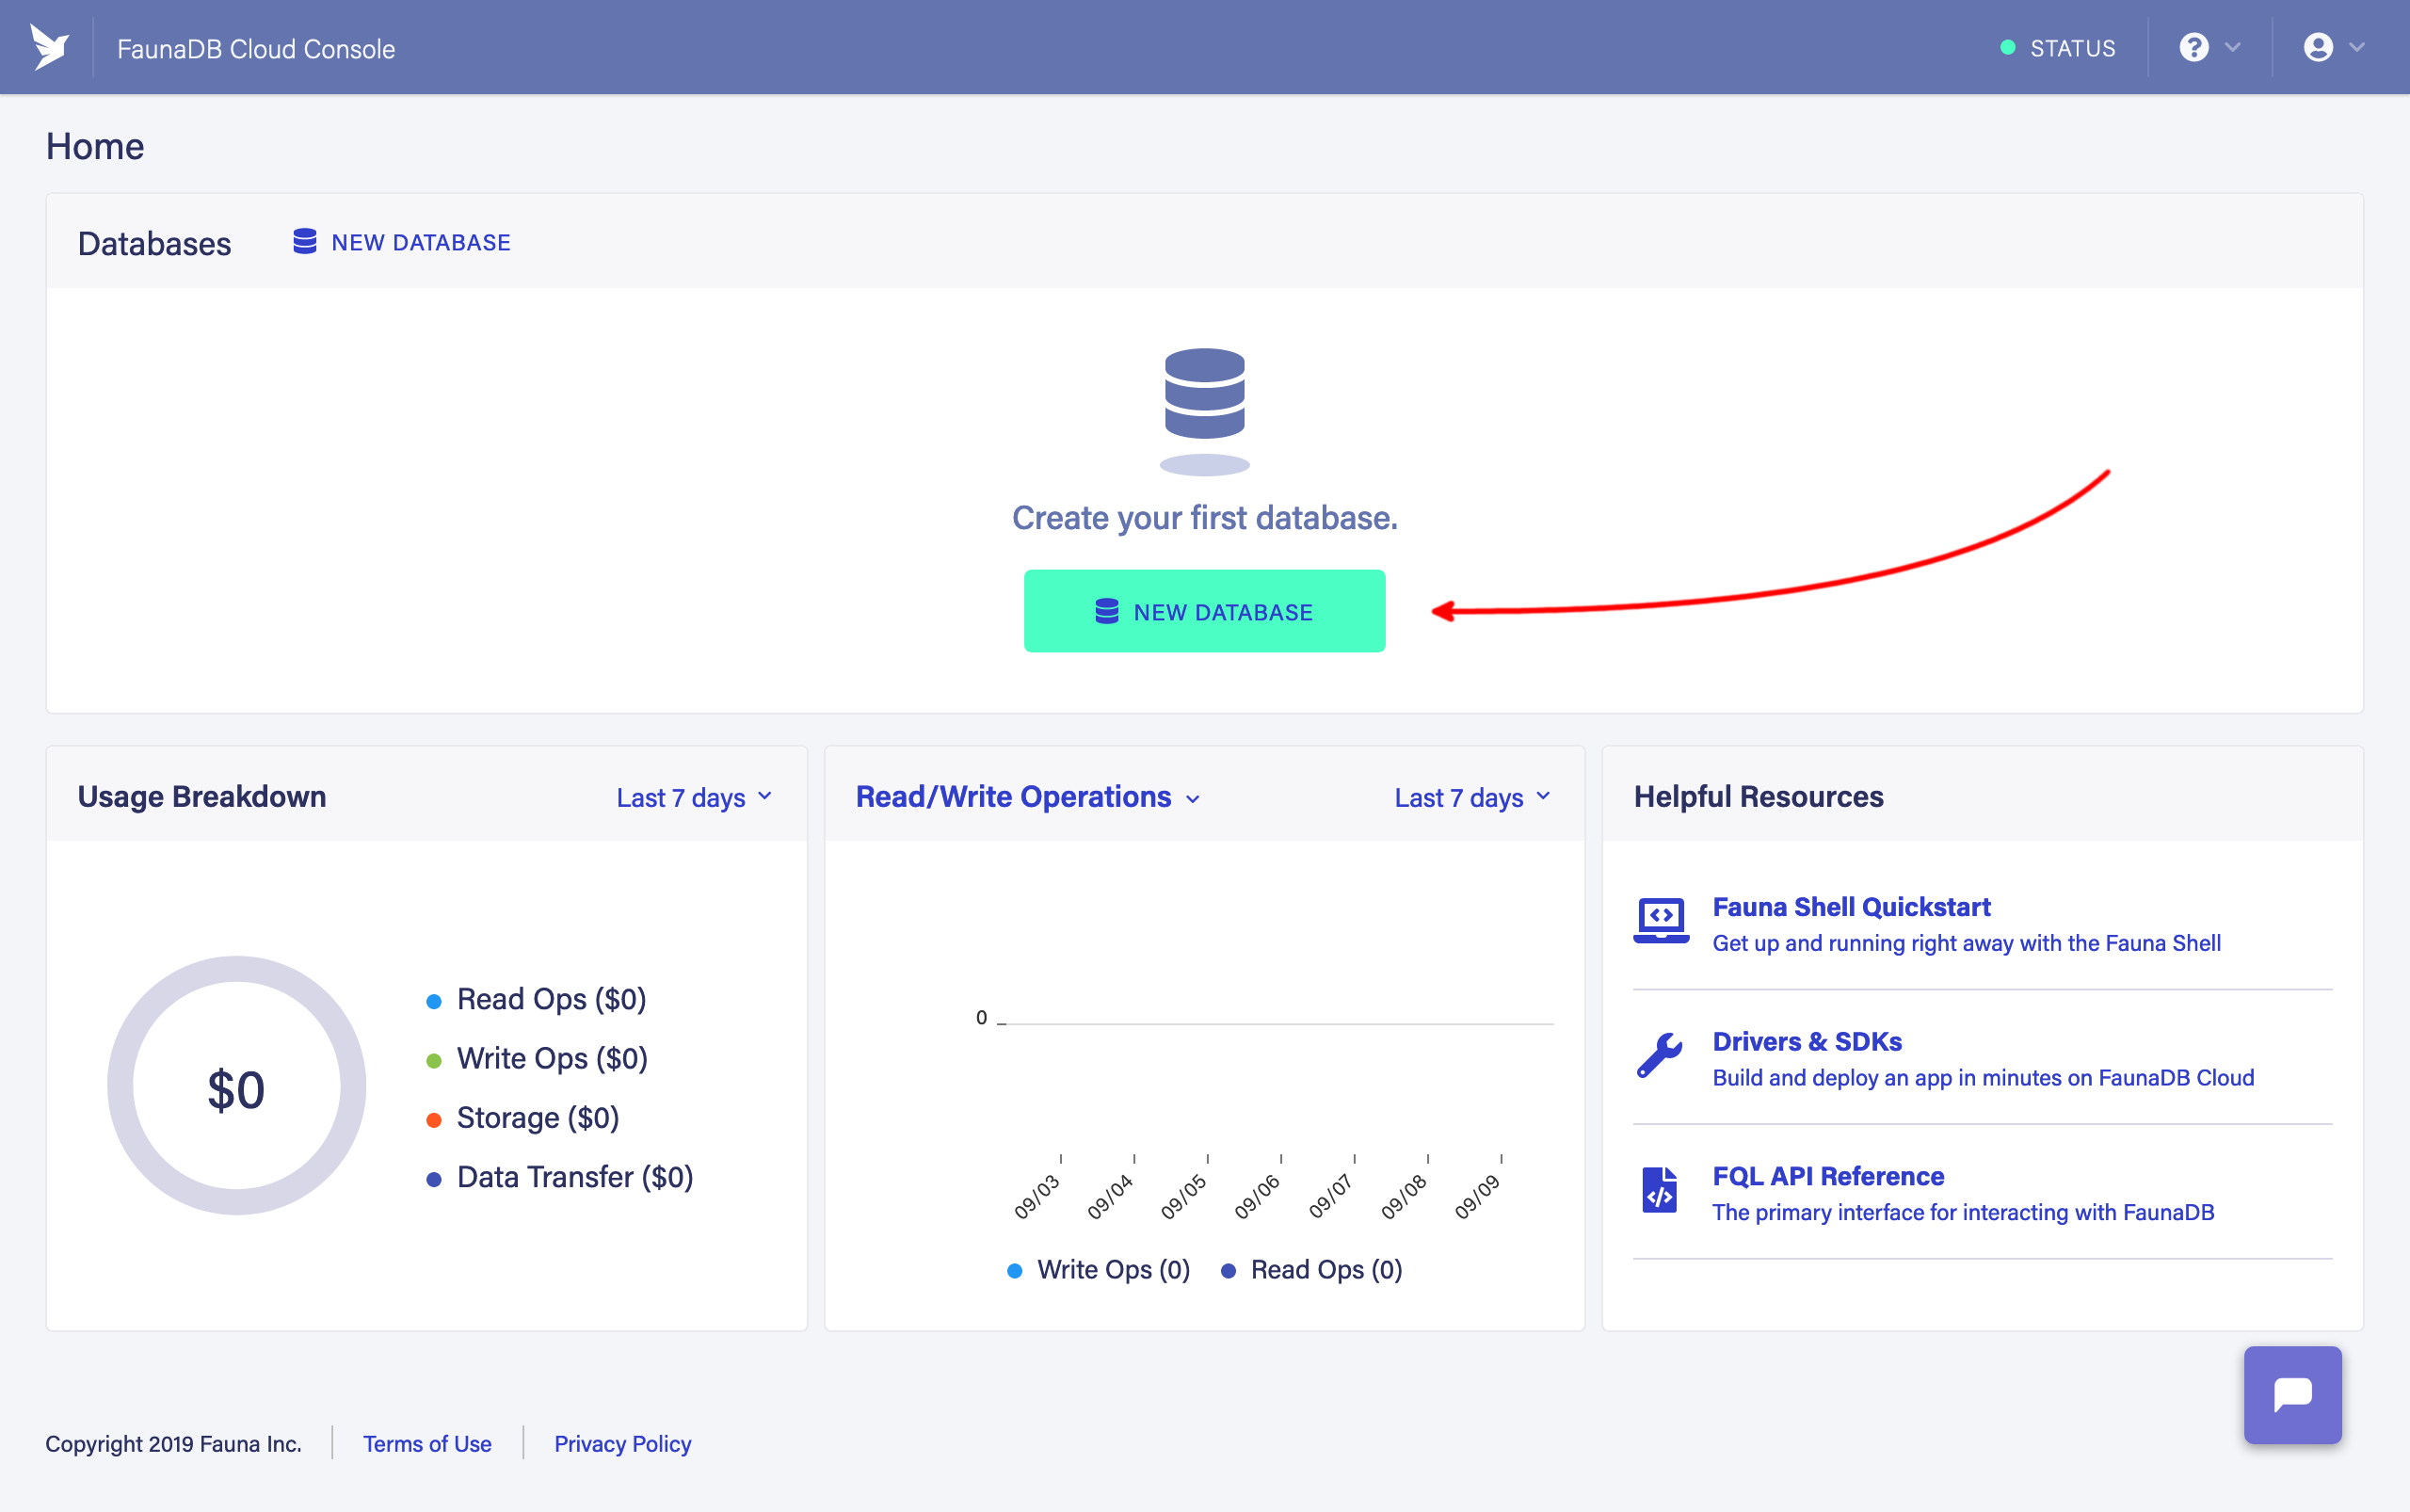 FaunaDB Cloud Console
STATUS
Home
Databases
NEW DATABASE
Create your first database.
NEW DATABASE
Usage Breakdown
Last 7 days
$0
Read Ops ($0)
Write Ops ($0)
Storage ($0)
Data Transfer ($0)
Read/Write Operations
Last 7 days
0
09/03
09/04
09/05
09/06
09/07
09/08
09/09
Write Ops (0)
Read Ops (0)
Helpful Resources
Fauna Shell Quickstart
Get up and running right away with the Fauna Shell
Drivers & SDKs
Build and deploy an app in minutes on FaunaDB Cloud
FQL API Reference
The primary interface for interacting with FaunaDB
Copyright 2019 Fauna Inc.
Terms of Use
Privacy Policy